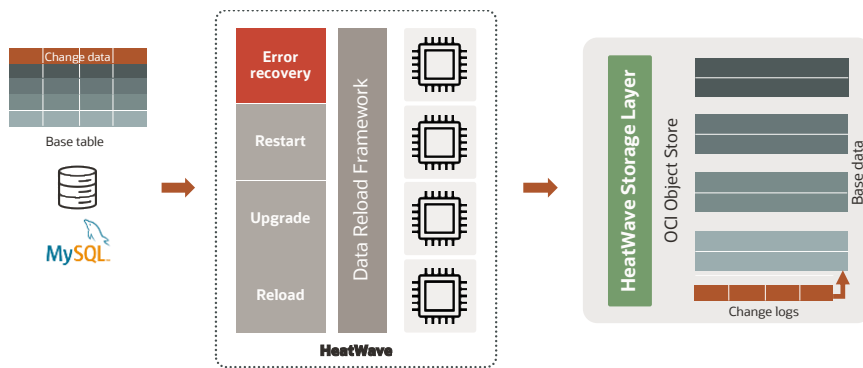 Change data
Base table
MySQL™
Error
recovery
Restart
Upgrade
Reload
Data Reload Framework
HeatWave
HeatWave Storage Layer
OCI Object Store
Base data
Change logs